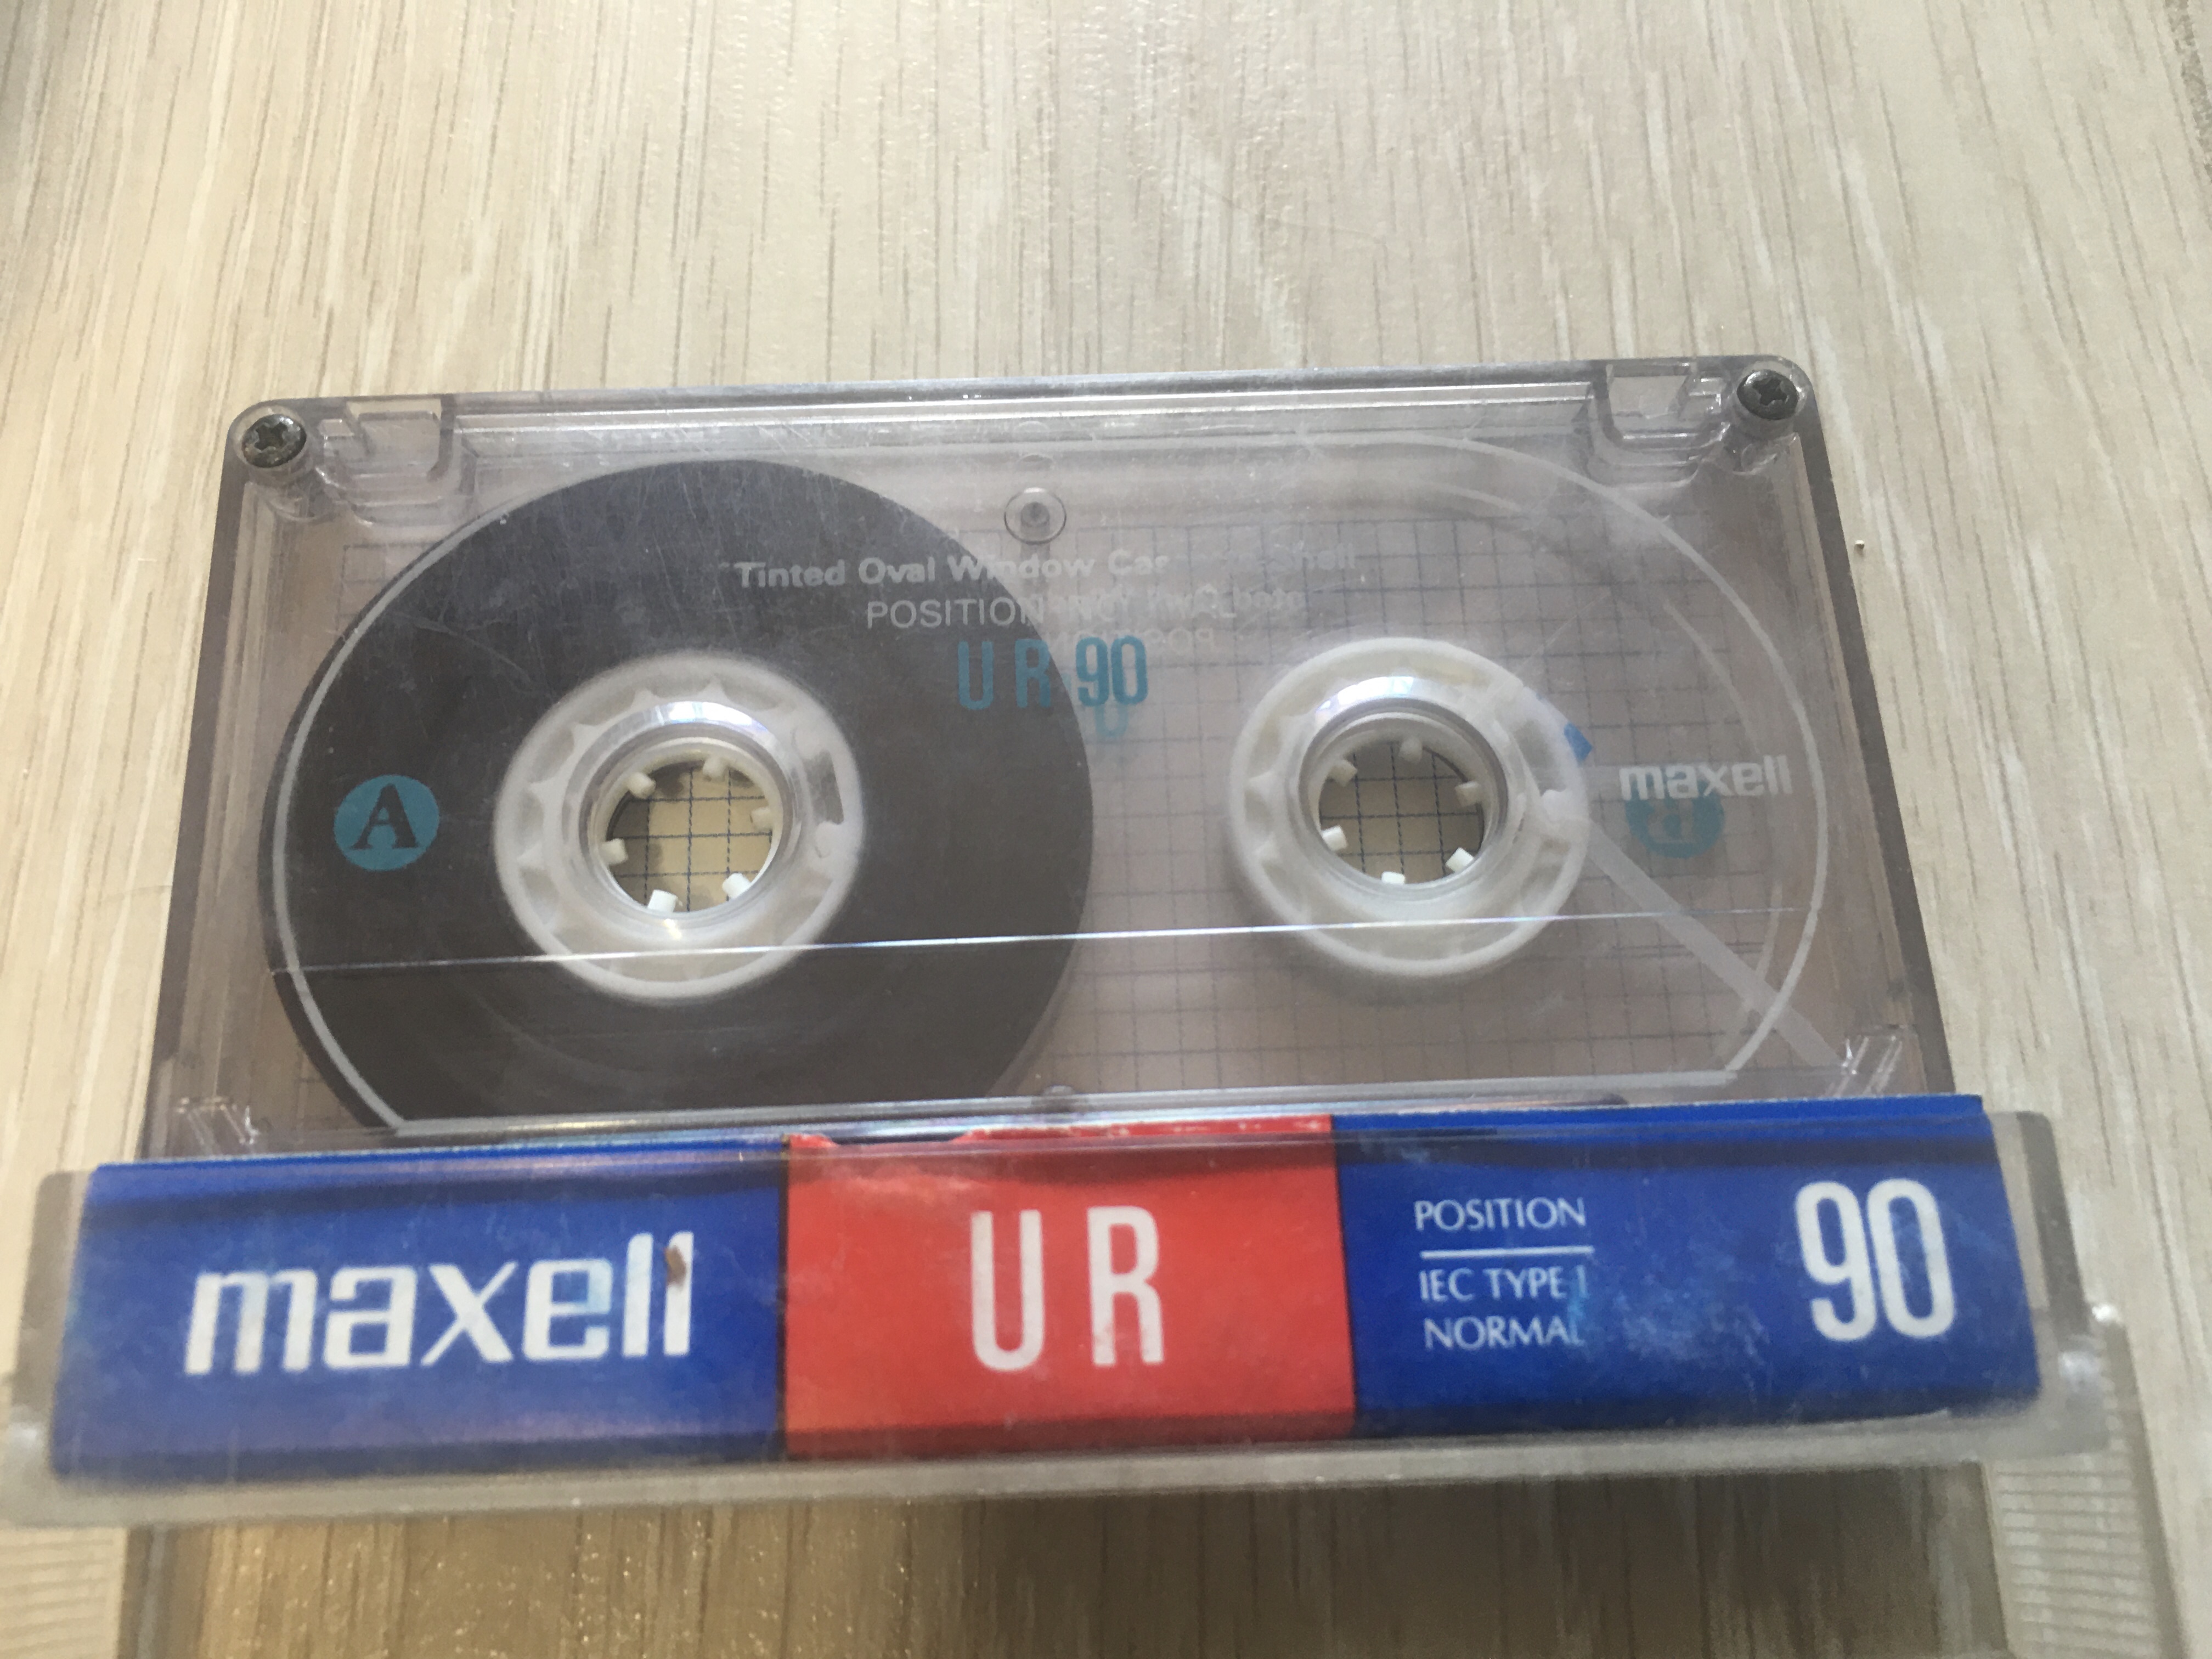 Tinted Oval Window
POSITION
UR 90
A
maxell
maxell
UR
POSITION
IEC TYPE I
NORMAL
90